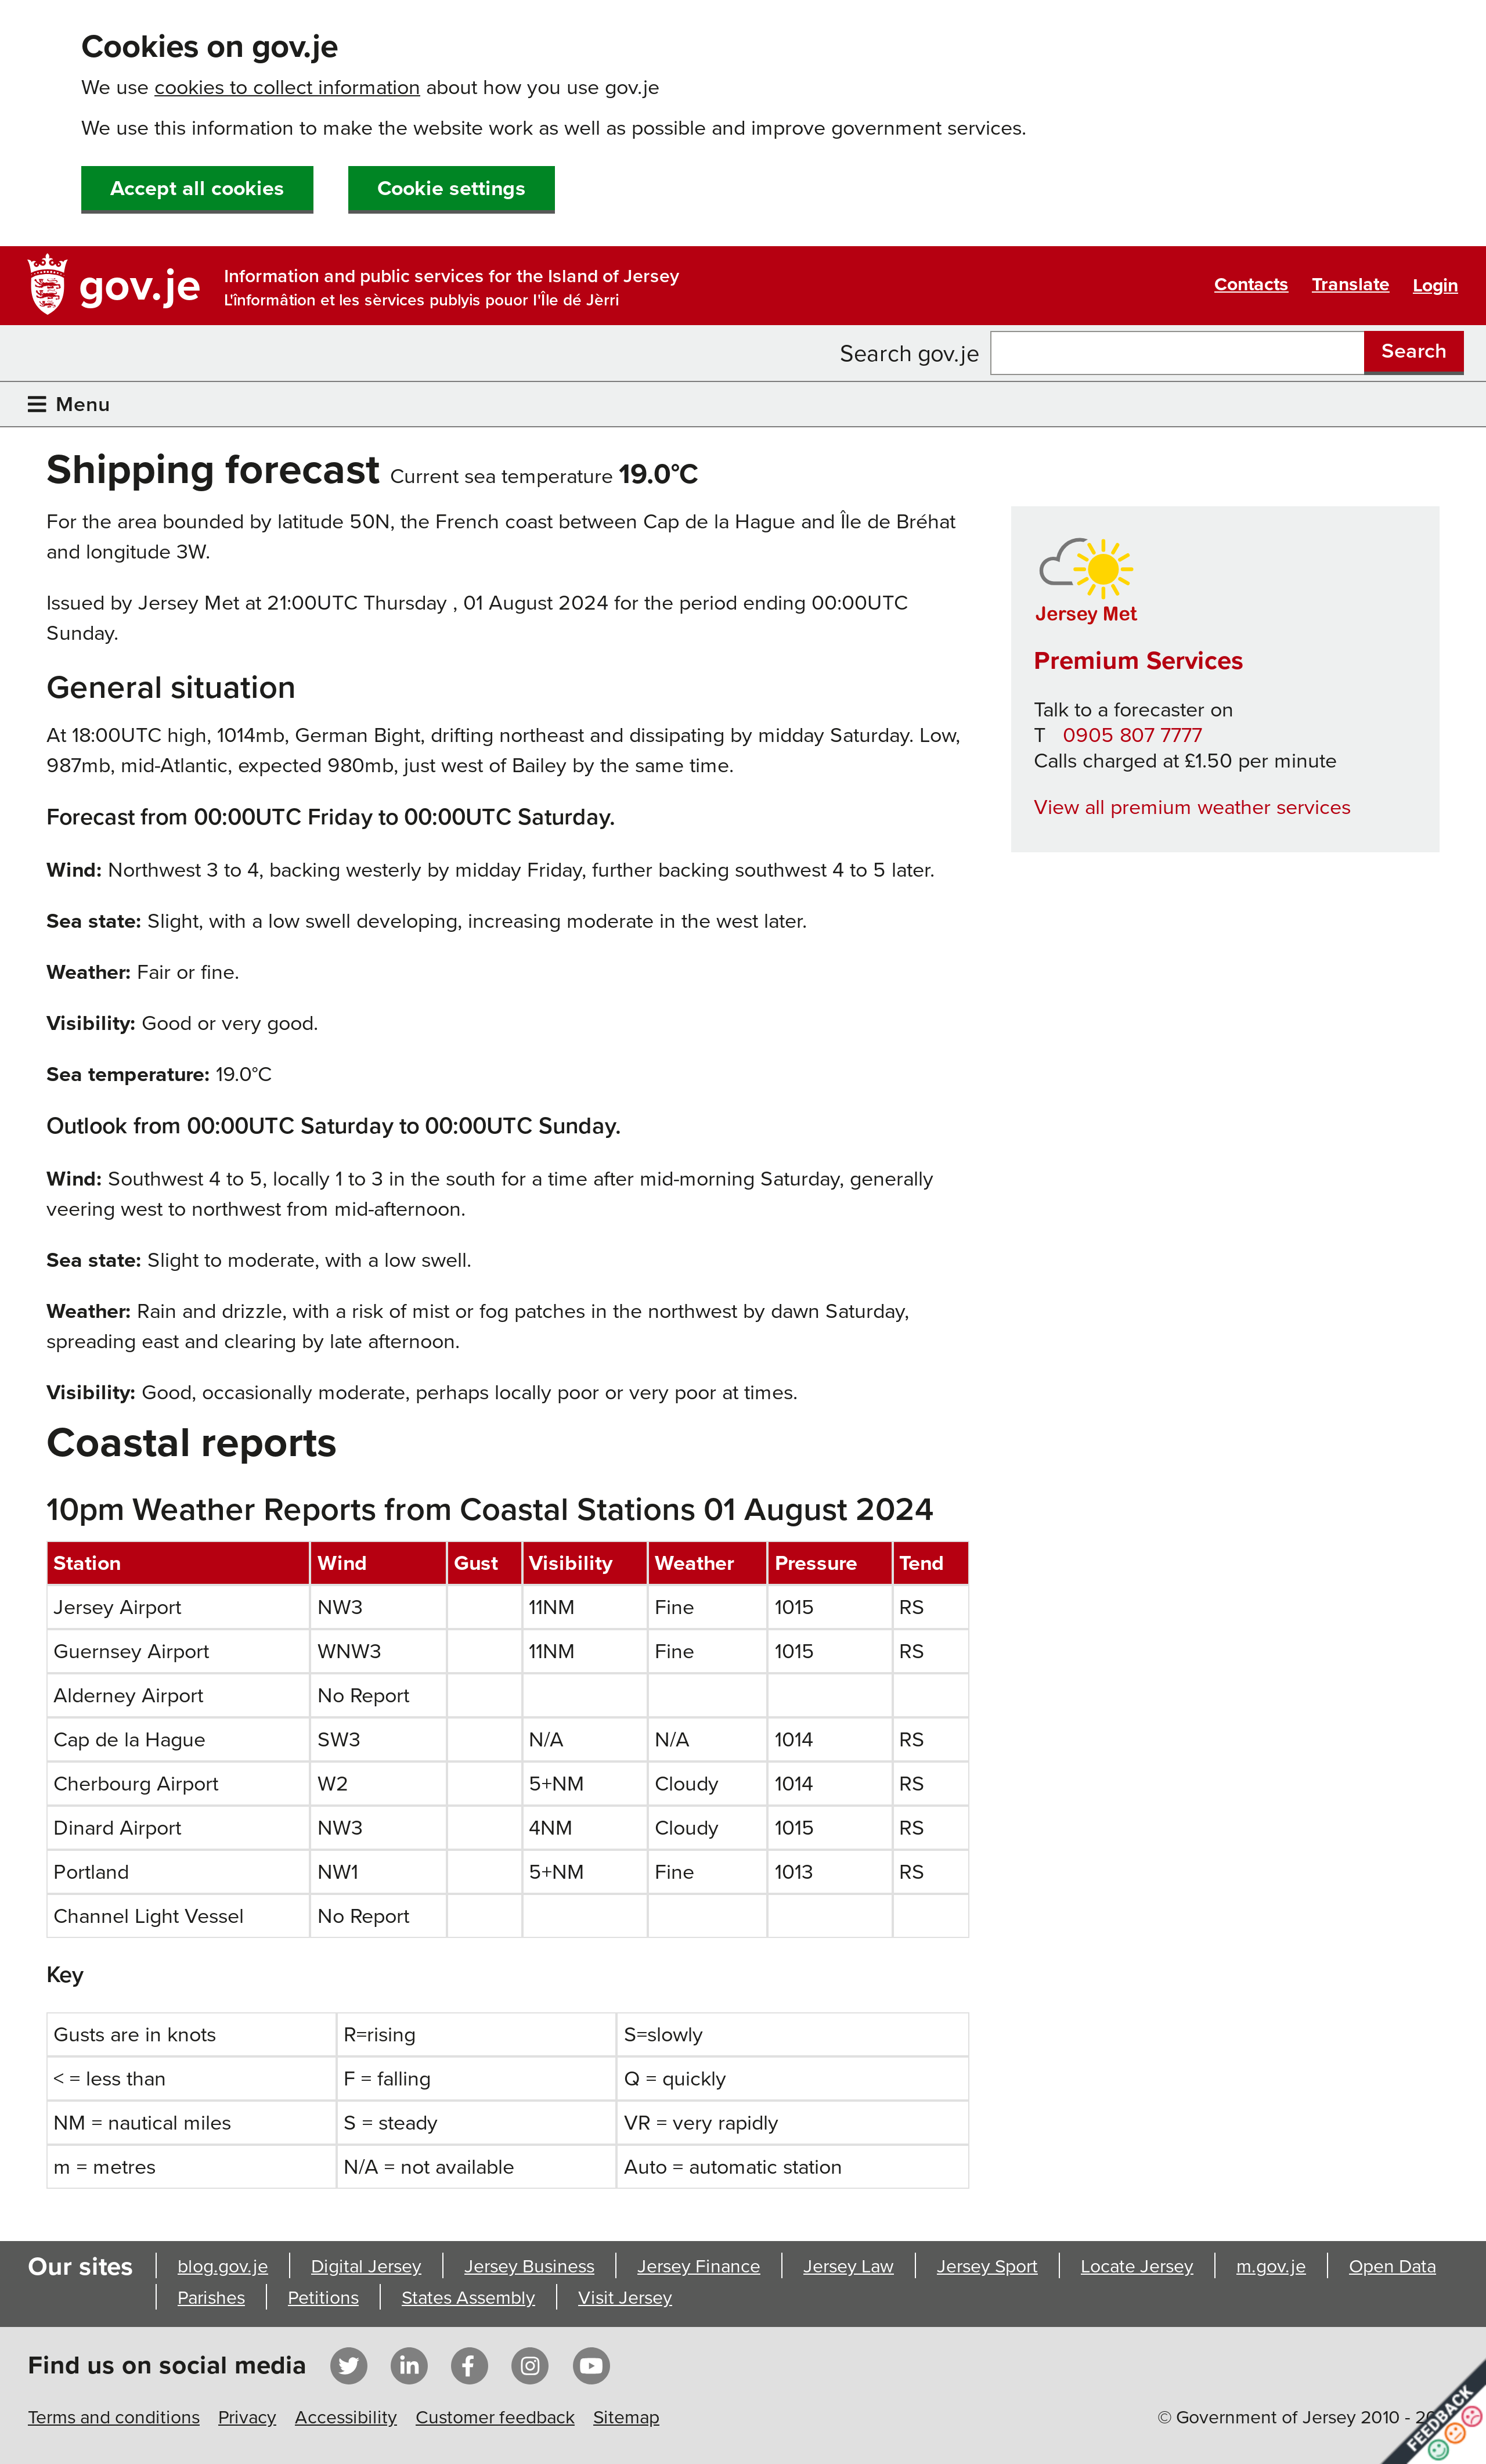 Cookies on gov.je
We use cookies to collect information about how you use gov.je
We use this information to make the website work as well as possible and improve government services.
Accept all cookies Cookie settings
gov.je
Information and public services for the Island of Jersey
L'înformâtion et les sèrvices publyis pouor I'Île dé Jèrri
Contacts Translate Login
Search gov.je Search
Menu
Shipping forecast Current sea temperature 19.0°C
For the area bounded by latitude 50N, the French coast between Cap de la Hague and Île de Bréhat
and longitude 3W.
Issued by Jersey Met at 21:00UTC Thursday , 01 August 2024 for the period ending 00:00UTC
Sunday.
General situation
At 18:00UTC high, 1014mb, German Bight, drifting northeast and dissipating by midday Saturday. Low,
987mb, mid-Atlantic, expected 980mb, just west of Bailey by the same time.
Forecast from 00:00UTC Friday to 00:00UTC Saturday.
Wind: Northwest 3 to 4, backing westerly by midday Friday, further backing southwest 4 to 5 later.
Sea state: Slight, with a low swell developing, increasing moderate in the west later.
Weather: Fair or fine.
Visibility: Good or very good.
Sea temperature: 19.0°C
Outlook from 00:00UTC Saturday to 00:00UTC Sunday.
Wind: Southwest 4 to 5, locally 1 to 3 in the south for a time after mid-morning Saturday, generally
veering west to northwest from mid-afternoon.
Sea state: Slight to moderate, with a low swell.
Weather: Rain and drizzle, with a risk of mist or fog patches in the northwest by dawn Saturday,
spreading east and clearing by late afternoon.
Visibility: Good, occasionally moderate, perhaps locally poor or very poor at times.
Jersey Met
Premium Services
Talk to a forecaster on
T 0905 807 7777
Calls charged at £1.50 per minute
View all premium weather services
Coastal reports
10pm Weather Reports from Coastal Stations 01 August 2024
Station Wind Gust Visibility Weather Pressure Tend
Jersey Airport NW3 11NM Fine 1015 RS
Guernsey Airport WNW3 11NM Fine 1015 RS
Alderney Airport No Report
Cap de la Hague SW3 N/A N/A 1014 RS
Cherbourg Airport W2 5+NM Cloudy 1014 RS
Dinard Airport NW3 4NM Cloudy 1015 RS
Portland NW1 5+NM Fine 1013 RS
Channel Light Vessel No Report
Key
Gusts are in knots R=rising S=slowly
< = less than F = falling Q = quickly
NM = nautical miles S = steady VR = very rapidly
m = metres N/A = not available Auto = automatic station
Our sites blog.gov.je Digital Jersey Jersey Business Jersey Finance Jersey Law Jersey Sport Locate Jersey m.gov.je Open Data
Parishes Petitions States Assembly Visit Jersey
Find us on social media
Terms and conditions Privacy Accessibility Customer feedback Sitemap
© Government of Jersey 2010 -
FEEDBACK